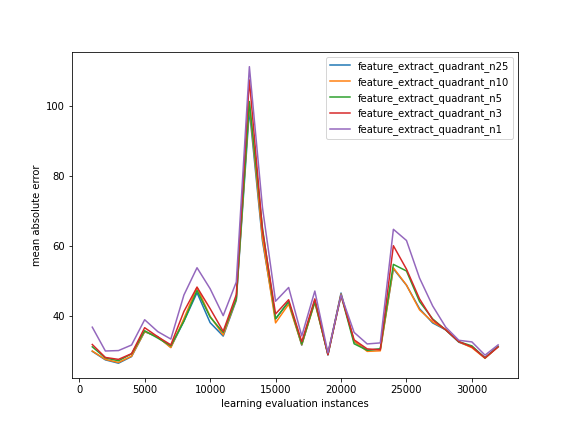 feature_extract_quadrant_n25
feature_extract_quadrant_n10
feature_extract_quadrant_n5
feature_extract_quadrant_n3
feature_extract_quadrant_n1
100
80
60
40
mean absolute error
0 5000 10000 15000 20000 25000 30000
learning evaluation instances